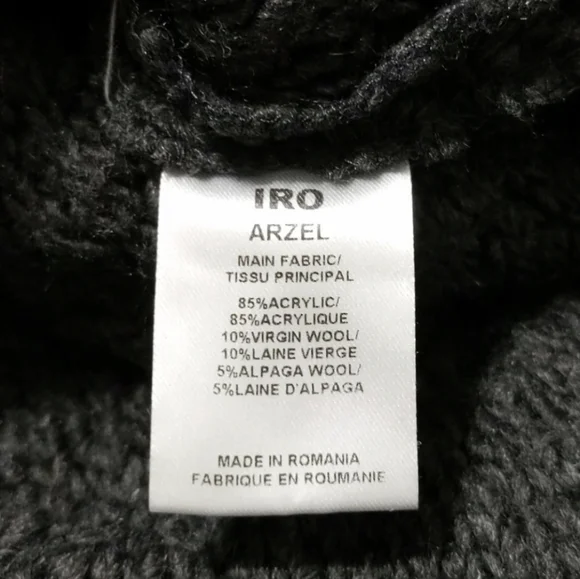 IRO
ARZEL
MAIN FABRIC/
TISSU PRINCIPAL
85%ACRYLIC/
85%ACRYLIQUE
10%VIRGIN WOOL/
10%LAINE VIERGE
5%ALPAGA WOOL/
5%LAINE D'ALPAGA
MADE IN ROMANIA
FABRIQUE EN ROUMANIE